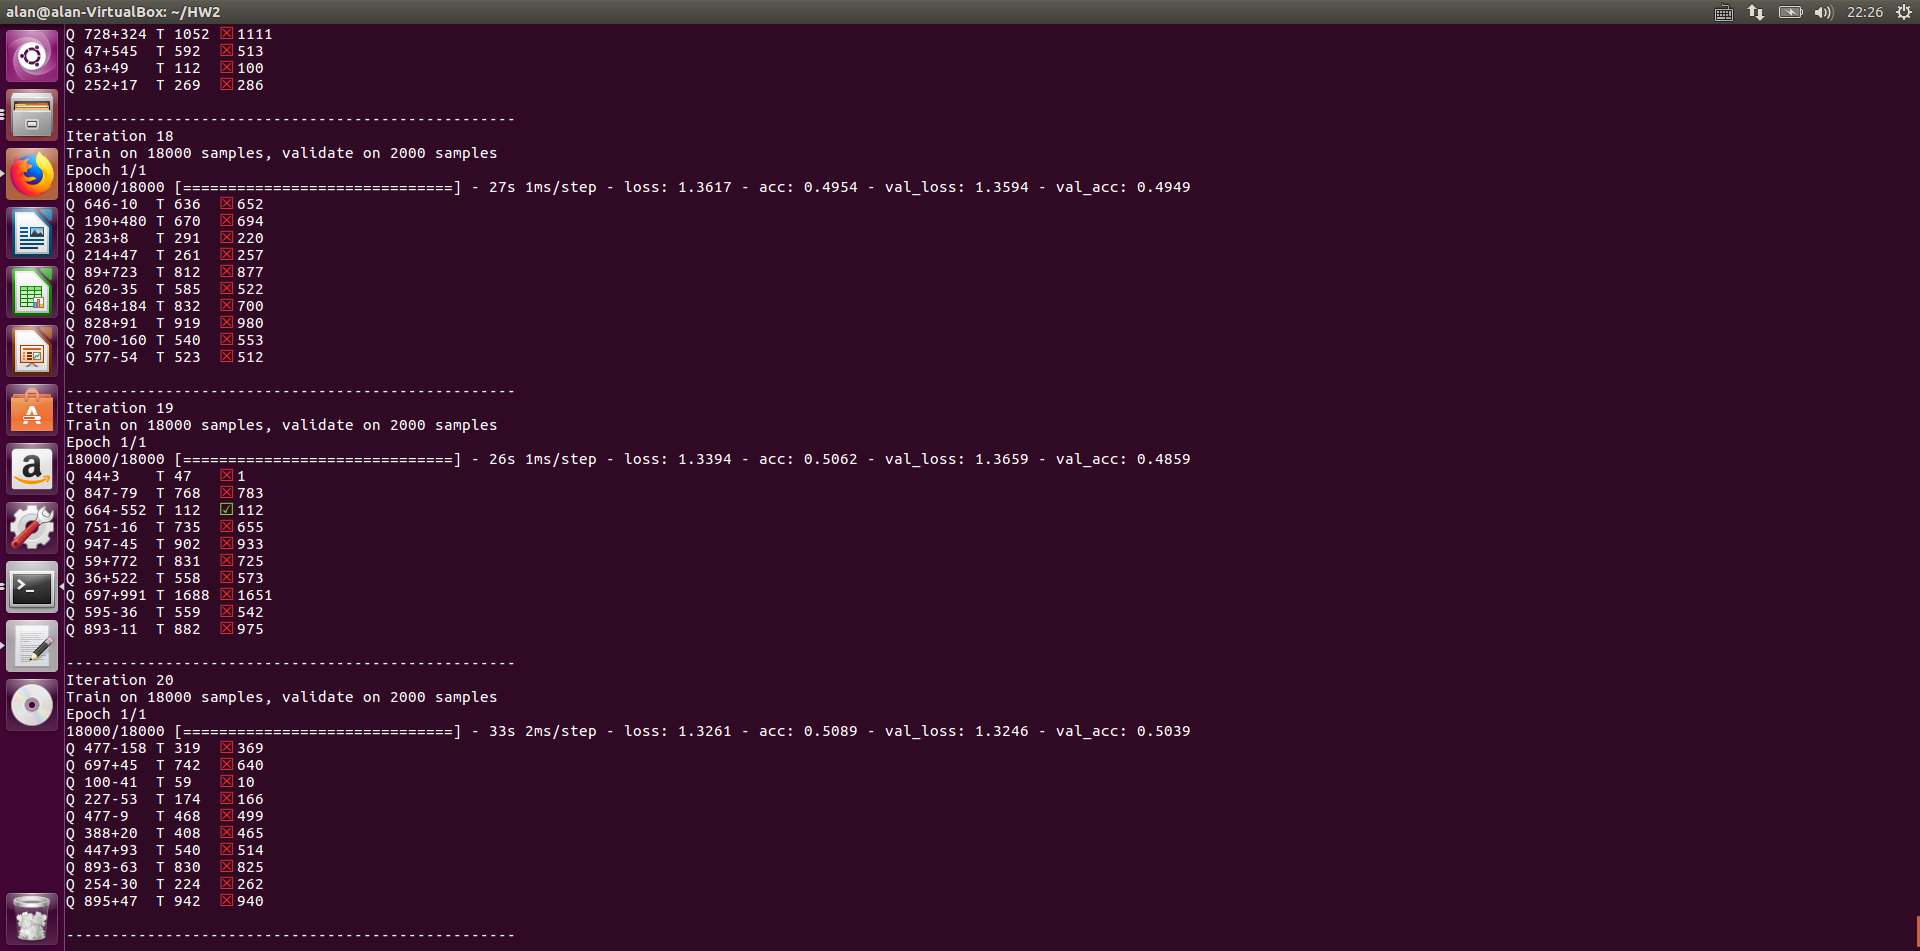 alan@alan-VirtualBox: ~/HW2 22:26
Q 728+324 T 1052 ☒ 1111
Q 47+545 T 592 ☒ 513
Q 63+49 T 112 ☒ 100
Q 252+17 T 269 ☒ 286
--------------------------------------------------
Iteration 18
Train on 18000 samples, validate on 2000 samples
Epoch 1/1
18000/18000 [==============================] - 27s 1ms/step - loss: 1.3617 - acc: 0.4954 - val_loss: 1.3594 - val_acc: 0.4949
Q 646-10 T 636 ☒ 652
Q 190+480 T 670 ☒ 694
Q 283+8 T 291 ☒ 220
Q 214+47 T 261 ☒ 257
Q 89+723 T 812 ☒ 877
Q 620-35 T 585 ☒ 522
Q 648+184 T 832 ☒ 700
Q 828+91 T 919 ☒ 980
Q 700-160 T 540 ☒ 553
Q 577-54 T 523 ☒ 512
--------------------------------------------------
Iteration 19
Train on 18000 samples, validate on 2000 samples
Epoch 1/1
18000/18000 [==============================] - 26s 1ms/step - loss: 1.3394 - acc: 0.5062 - val_loss: 1.3659 - val_acc: 0.4859
Q 44+3 T 47 ☒ 1
Q 847-79 T 768 ☒ 783
Q 664-552 T 112 ☑ 112
Q 751-16 T 735 ☒ 655
Q 947-45 T 902 ☒ 933
Q 59+772 T 831 ☒ 725
Q 36+522 T 558 ☒ 573
Q 697+991 T 1688 ☒ 1651
Q 595-36 T 559 ☒ 542
Q 893-11 T 882 ☒ 975
--------------------------------------------------
Iteration 20
Train on 18000 samples, validate on 2000 samples
Epoch 1/1
18000/18000 [==============================] - 33s 2ms/step - loss: 1.3261 - acc: 0.5089 - val_loss: 1.3246 - val_acc: 0.5039
Q 477-158 T 319 ☒ 369
Q 697+45 T 742 ☒ 640
Q 100-41 T 59 ☒ 10
Q 227-53 T 174 ☒ 166
Q 477-9 T 468 ☒ 499
Q 388+20 T 408 ☒ 465
Q 447+93 T 540 ☒ 514
Q 893-63 T 830 ☒ 825
Q 254-30 T 224 ☒ 262
Q 895+47 T 942 ☒ 940
--------------------------------------------------